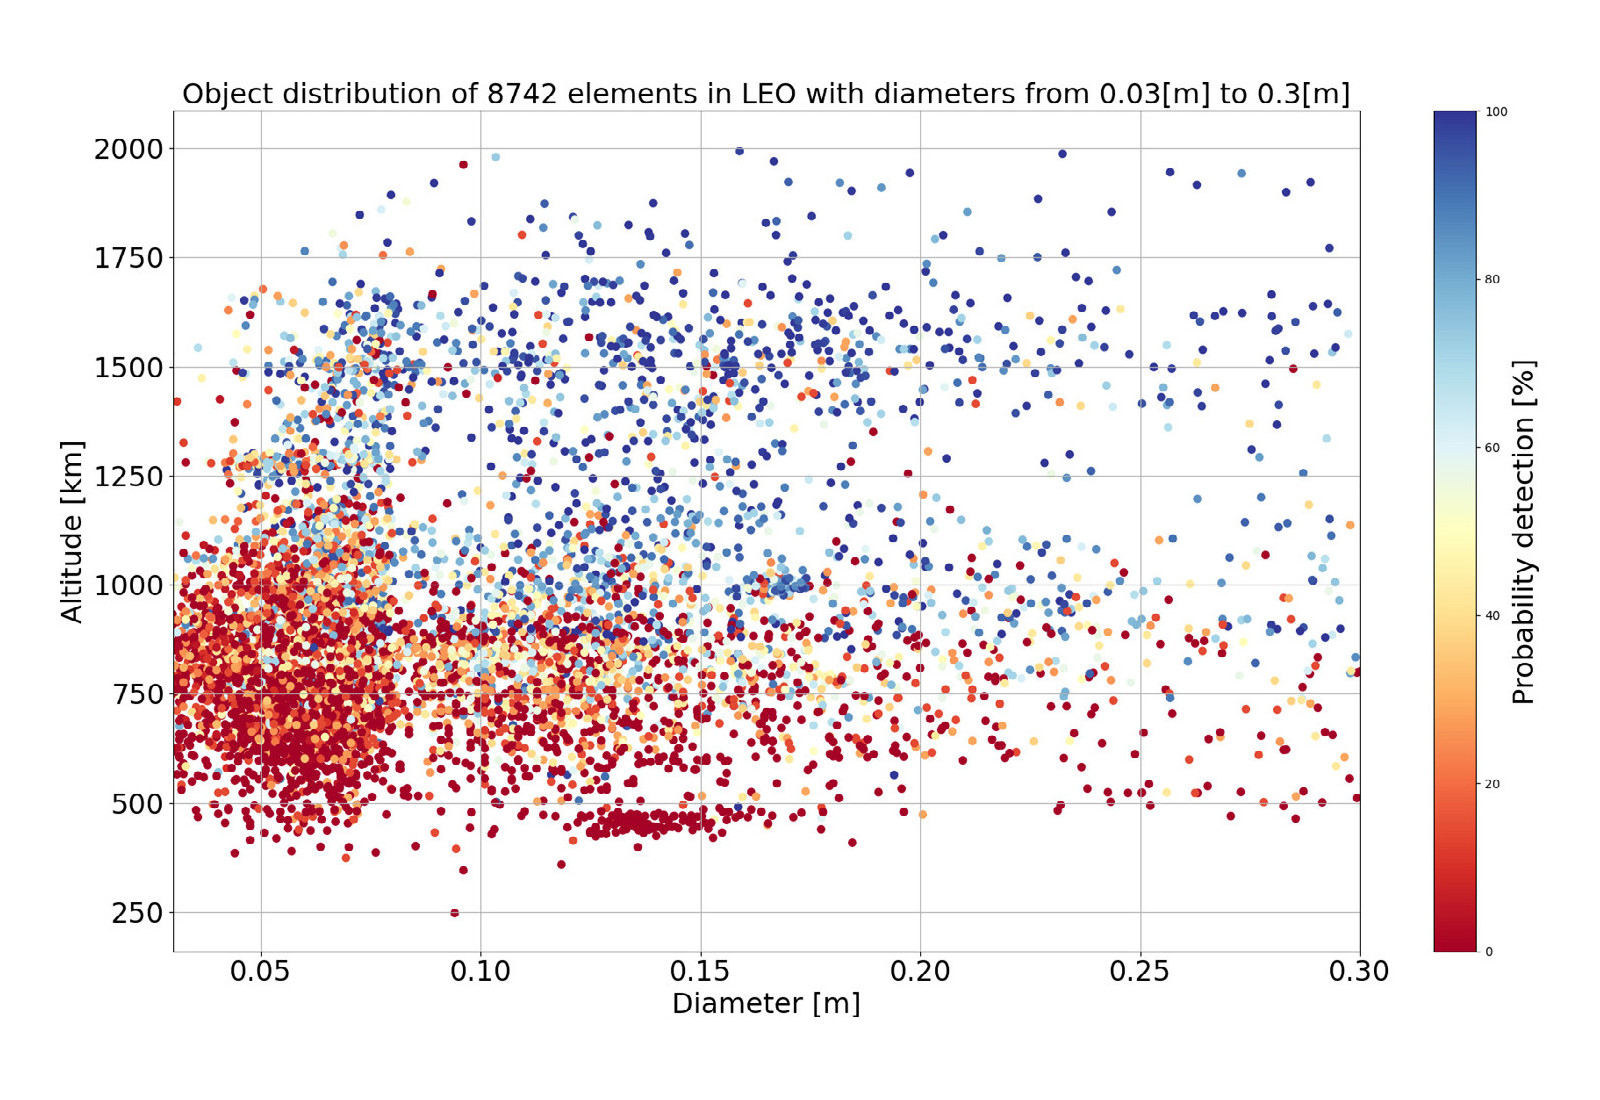 Object distribution of 8742 elements in LEO with diameters from 0.03[m] to 0.3[m]
2000
1750
1500
1250
1000
750
500
250
Altitude [km]
0.05 0.10 0.15 0.20 0.25 0.30
Diameter [m]
100
80
60
40
20
0
Probability detection [%]